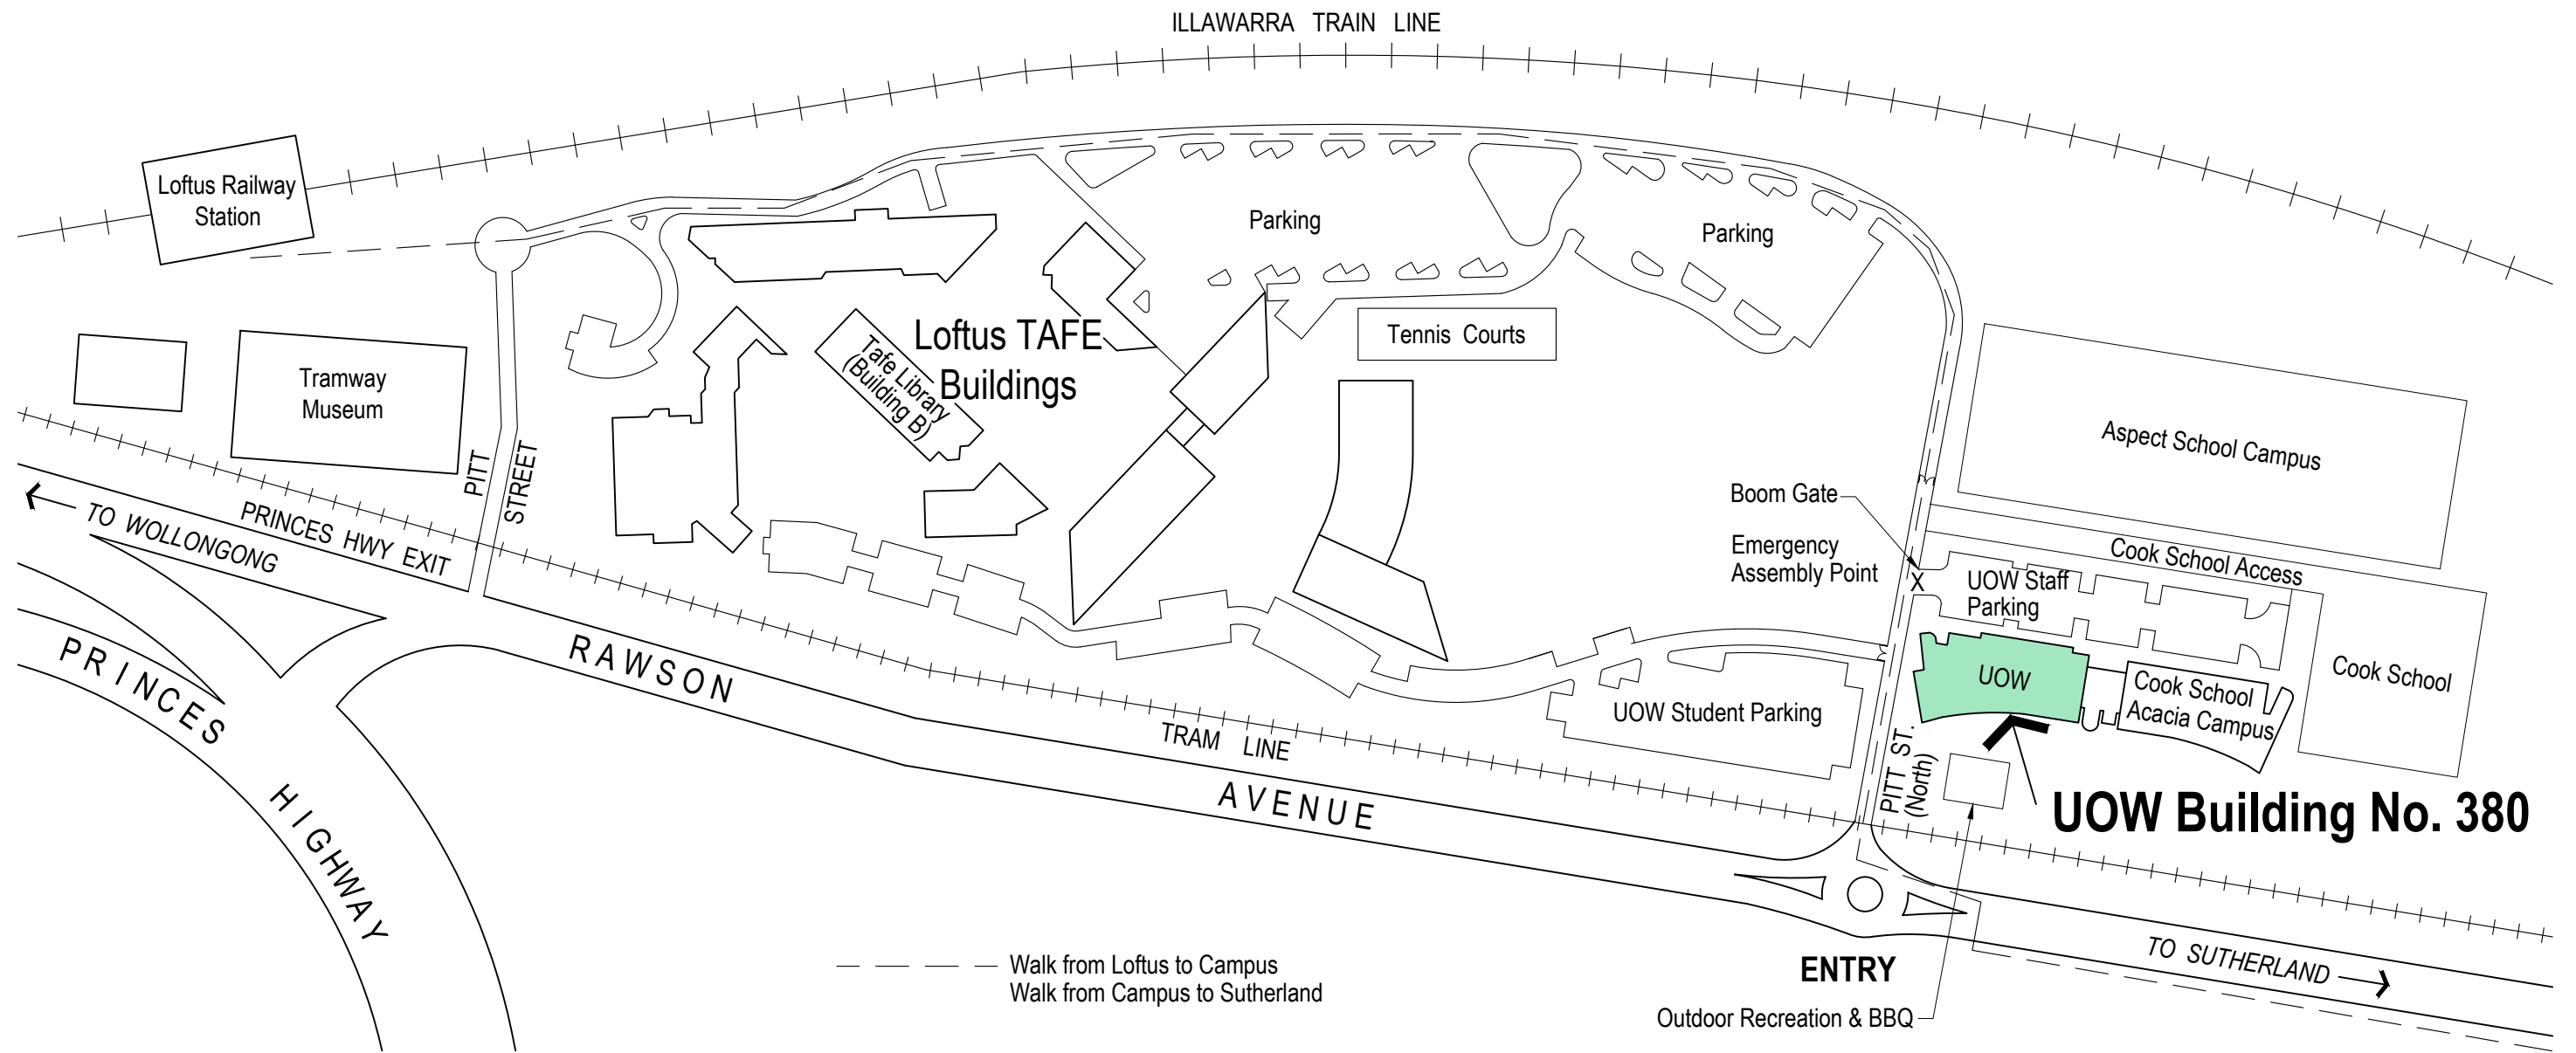 ILLAWARRA TRAIN LINE
Loftus Railway
Station
Parking
Parking
Tramway
Museum
Loftus TAFE
Buildings
Tafe Library
(Building B)
Tennis Courts
Aspect School Campus
PITT
STREET
Boom Gate
Emergency
Assembly Point
X
Cook School Access
UOW Staff
Parking
TO WOLLONGONG
PRINCES HWY EXIT
PRINCES
HIGHWAY
RAWSON
AVENUE
TRAM LINE
UOW Student Parking
UOW
Cook School
Acacia Campus
Cook School
PITT ST.
(North)
UOW Building No. 380
TO SUTHERLAND
ENTRY
Outdoor Recreation & BBQ
Walk from Loftus to Campus
Walk from Campus to Sutherland